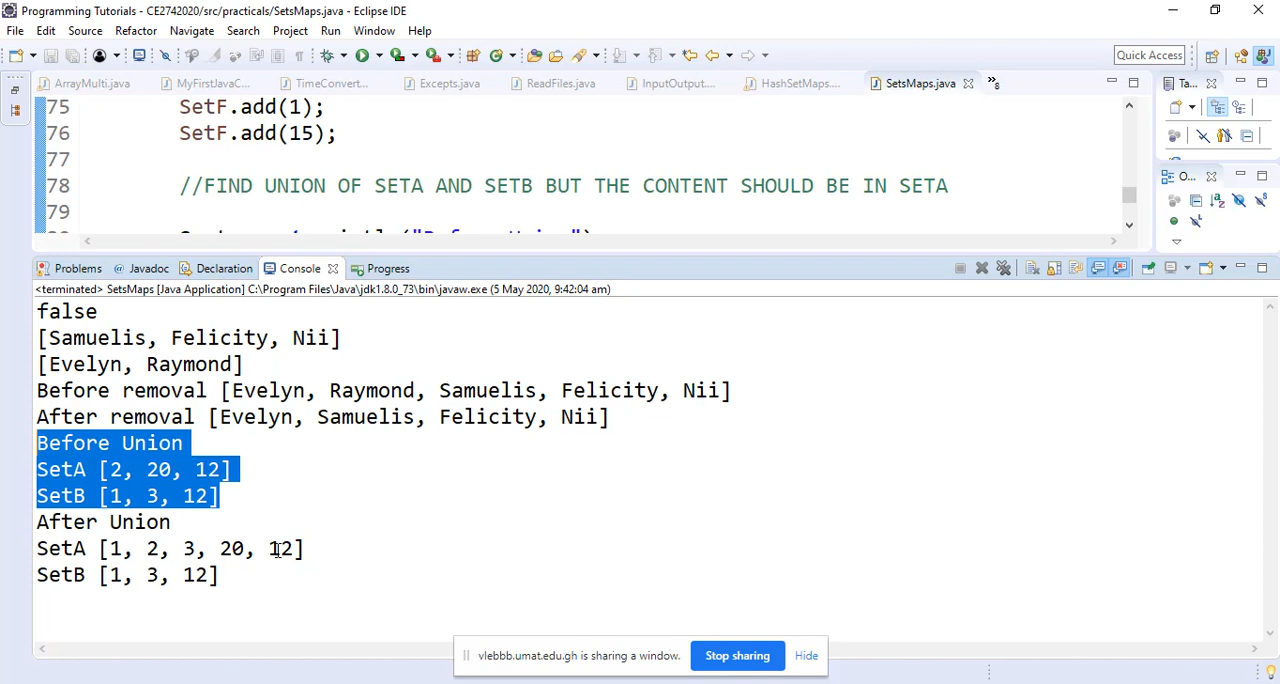 Programming Tutorials - CE2742020/src/practicals/SetsMaps.java - Eclipse IDE
File Edit Source Refactor Navigate Search Project Run Window Help
Quick Access
ArrayMulti.java MyFirstJavaC... TimeConvert... Excepts.java ReadFiles.java InputOutput.... HashSetMaps.... SetsMaps.java 8 Ta...
75 SetF.add(1);
76 SetF.add(15);
77
78 //FIND UNION OF SETA AND SETB BUT THE CONTENT SHOULD BE IN SETA
79
O...
Problems Javadoc Declaration Console Progress
<terminated> SetsMaps [Java Application] C:\Program Files\Java\jdk1.8.0_73\bin\javaw.exe (5 May 2020, 9:42:04 am)
false
[Samuelis, Felicity, Nii]
[Evelyn, Raymond]
Before removal [Evelyn, Raymond, Samuelis, Felicity, Nii]
After removal [Evelyn, Samuelis, Felicity, Nii]
Before Union
SetA [2, 20, 12]
SetB [1, 3, 12]
After Union
SetA [1, 2, 3, 20, 12]
SetB [1, 3, 12]
vlebbb.umat.edu.gh is sharing a window. Stop sharing Hide